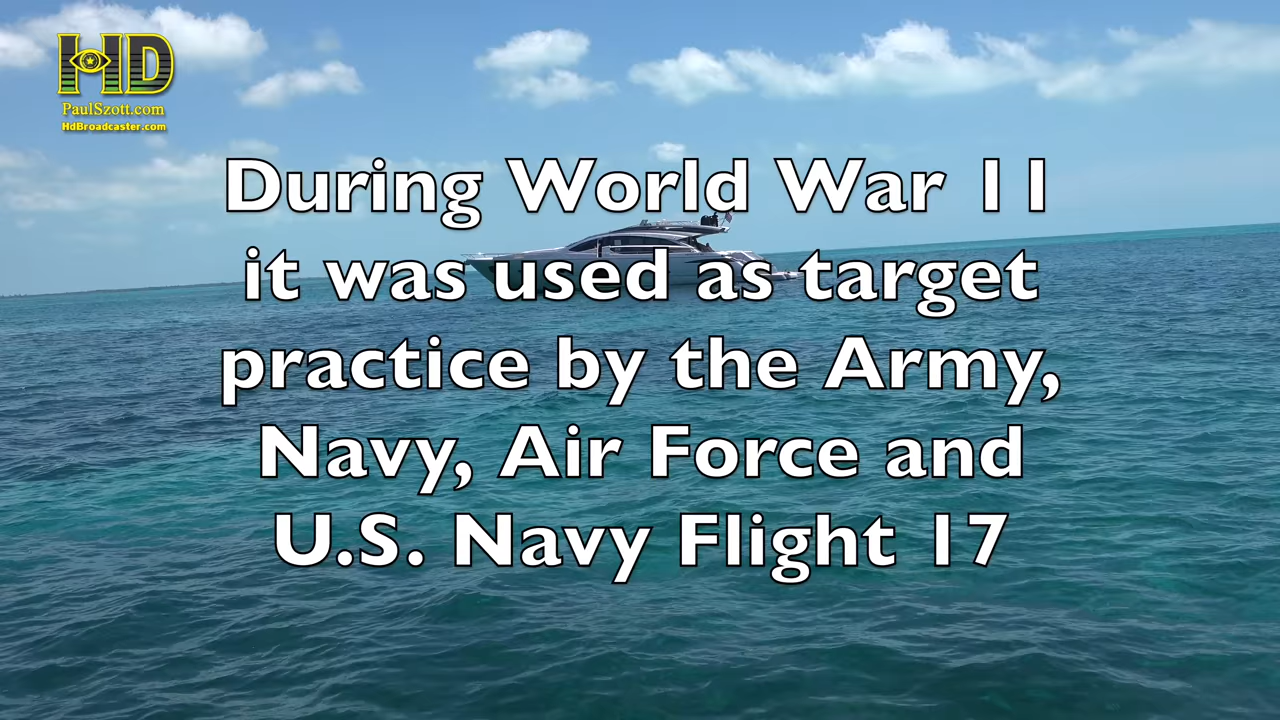 HD
PaulSzott.com
HdBroadcaster.com
During World War 11
it was used as target
practice by the Army,
Navy, Air Force and
U.S. Navy Flight 17